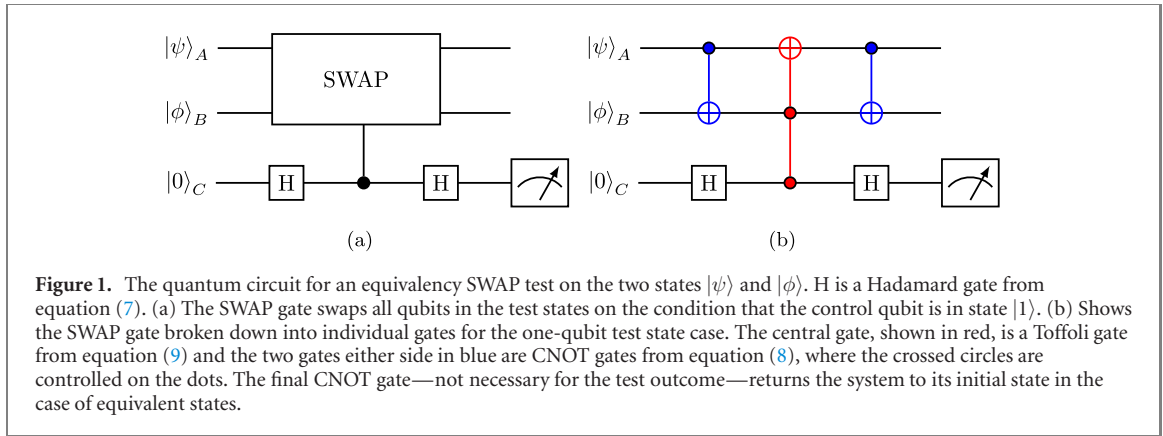 |ψ⟩A
SWAP
|ϕ⟩B
|0⟩C
H
H
(a)
|ψ⟩A
|ϕ⟩B
|0⟩C
H
H
(b)
Figure 1. The quantum circuit for an equivalency SWAP test on the two states |ψ⟩ and |ϕ⟩. H is a Hadamard gate from
equation (7). (a) The SWAP gate swaps all qubits in the test states on the condition that the control qubit is in state |1⟩. (b) Shows
the SWAP gate broken down into individual gates for the one-qubit test state case. The central gate, shown in red, is a Toffoli gate
from equation (9) and the two gates either side in blue are CNOT gates from equation (8), where the crossed circles are
controlled on the dots. The final CNOT gate—not necessary for the test outcome—returns the system to its initial state in the
case of equivalent states.